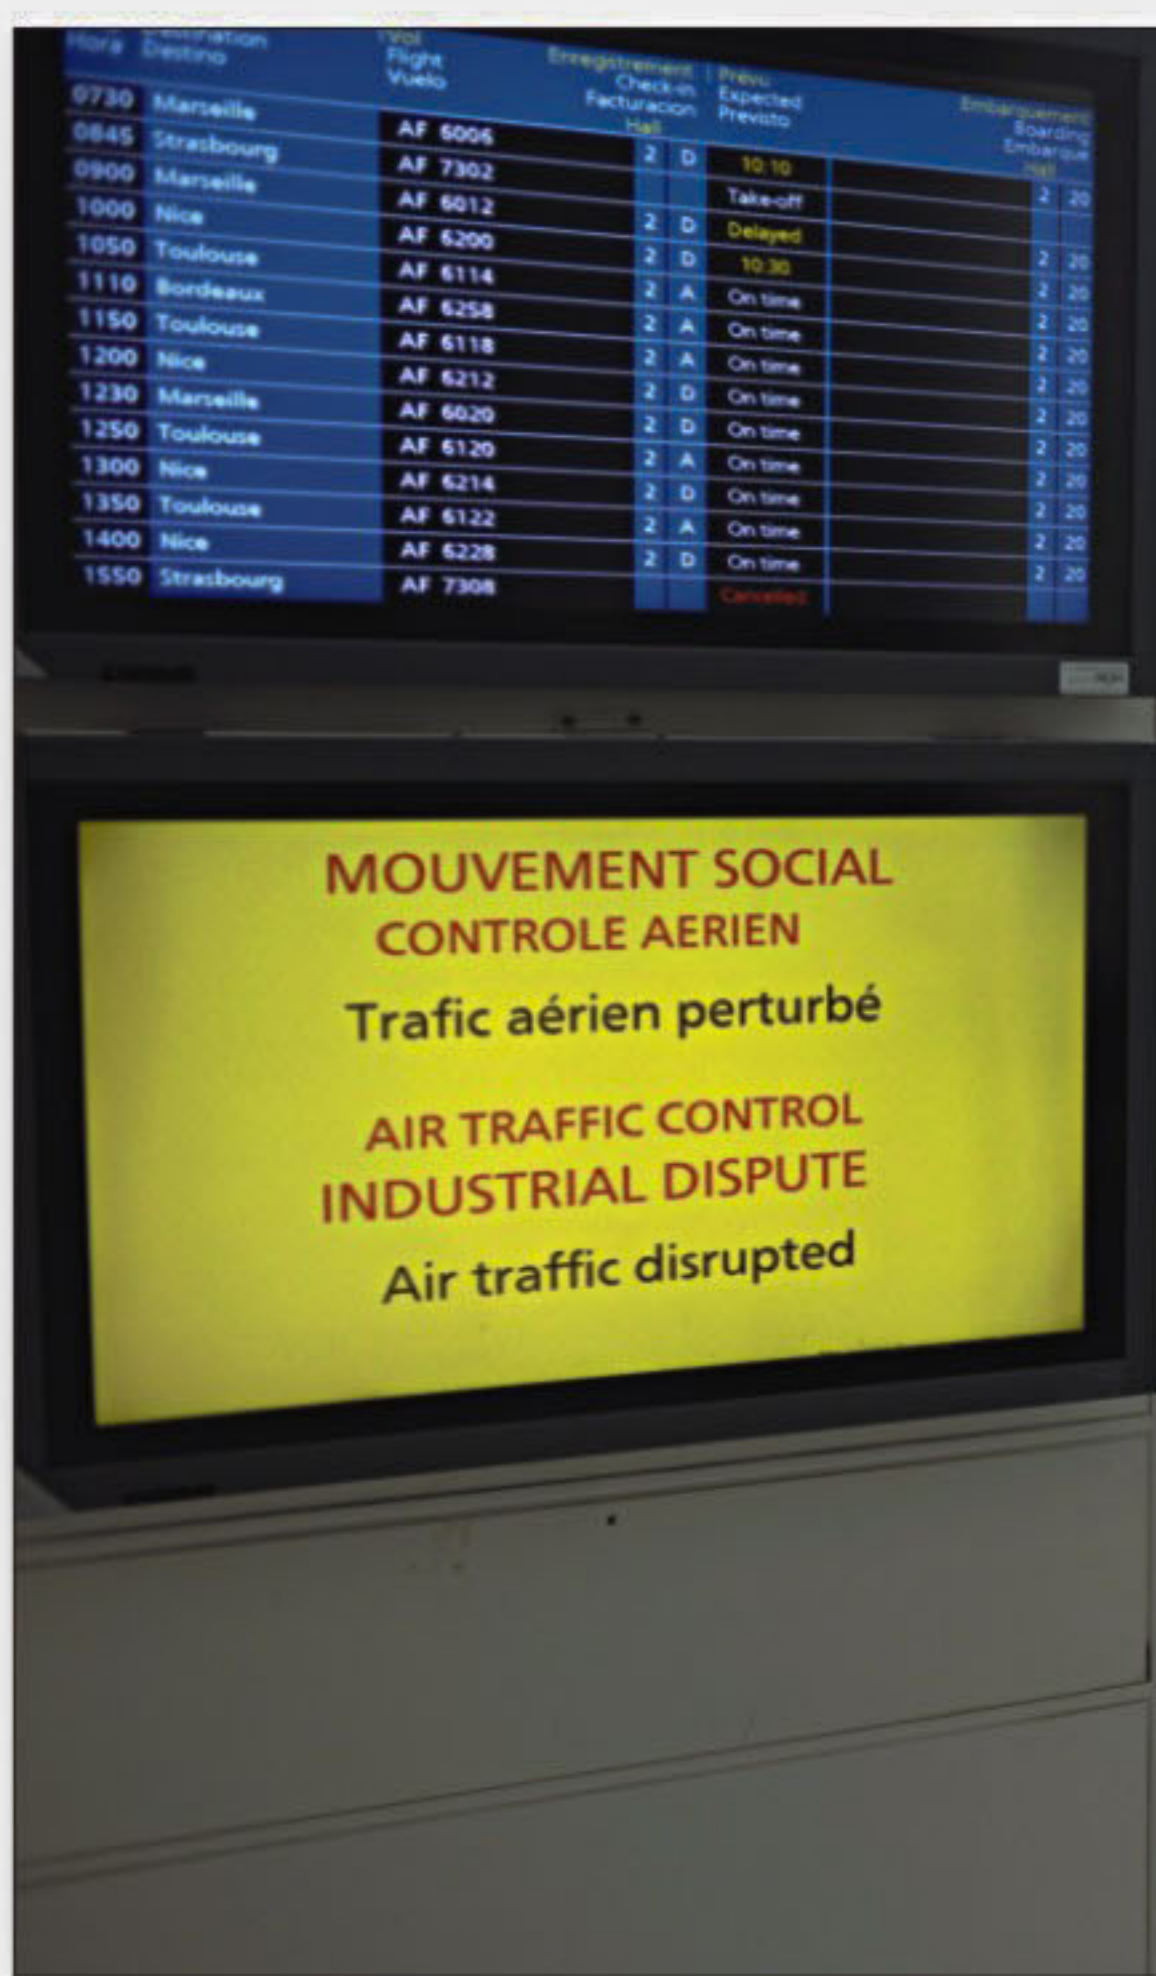 Destination Vol Enregistrement Prévu Embarquement
Hora Destino Flight Check-in Expected Boarding
Vuelo Facturacion Previsto Embarque
Hall Hall
0730 Marseille AF 6006 2 D 10:10 2 20
0845 Strasbourg AF 7302 Take-off
0900 Marseille AF 6012 2 D Delayed 2 20
1000 Nice AF 6200 2 D 10:30 2 20
1050 Toulouse AF 6114 2 A On time 2 20
1110 Bordeaux AF 6258 2 A On time 2 20
1150 Toulouse AF 6118 2 A On time 2 20
1200 Nice AF 6212 2 D On time 2 20
1230 Marseille AF 6020 2 D On time 2 20
1250 Toulouse AF 6120 2 A On time 2 20
1300 Nice AF 6214 2 D On time 2 20
1350 Toulouse AF 6122 2 A On time 2 20
1400 Nice AF 6228 2 D On time 2 20
1550 Strasbourg AF 7308 Cancelled
MOUVEMENT SOCIAL
CONTROLE AERIEN
Trafic aérien perturbé
AIR TRAFFIC CONTROL
INDUSTRIAL DISPUTE
Air traffic disrupted